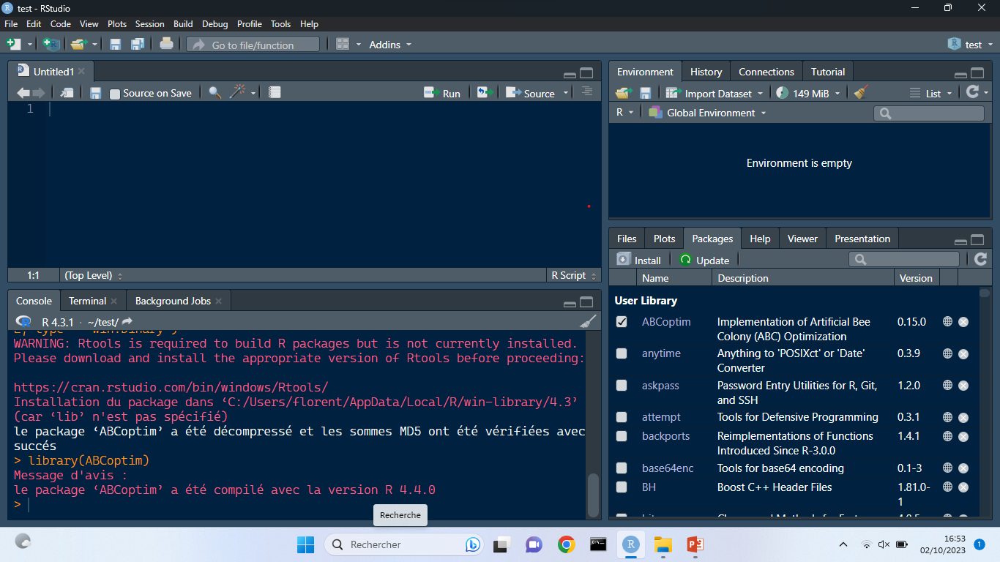 test - RStudio
File Edit Code View Plots Session Build Debug Profile Tools Help
Go to file/function Addins test
Untitled1
Source on Save Run Source
1
1:1 (Top Level) R Script
Console Terminal Background Jobs
R 4.3.1 · ~/test/
WARNING: Rtools is required to build R packages but is not currently installed.
Please download and install the appropriate version of Rtools before proceeding:
https://cran.rstudio.com/bin/windows/Rtools/
Installation du package dans ‘C:/Users/florent/AppData/Local/R/win-library/4.3’
(car ‘lib’ n'est pas spécifié)
le package ‘ABCoptim’ a été décompressé et les sommes MD5 ont été vérifiées avec
succés
> library(ABCoptim)
Message d'avis :
le package ‘ABCoptim’ a été compilé avec la version R 4.4.0
>
Environment History Connections Tutorial
Import Dataset 149 MiB List
R Global Environment
Environment is empty
Files Plots Packages Help Viewer Presentation
Install Update
Name Description Version
User Library
ABCoptim Implementation of Artificial Bee 0.15.0
Colony (ABC) Optimization
anytime Anything to 'POSIXct' or 'Date' 0.3.9
Converter
askpass Password Entry Utilities for R, Git, 1.2.0
and SSH
attempt Tools for Defensive Programming 0.3.1
backports Reimplementations of Functions 1.4.1
Introduced Since R-3.0.0
base64enc Tools for base64 encoding 0.1-3
BH Boost C++ Header Files 1.81.0-
1
Recherche
Rechercher
16:53
02/10/2023
1